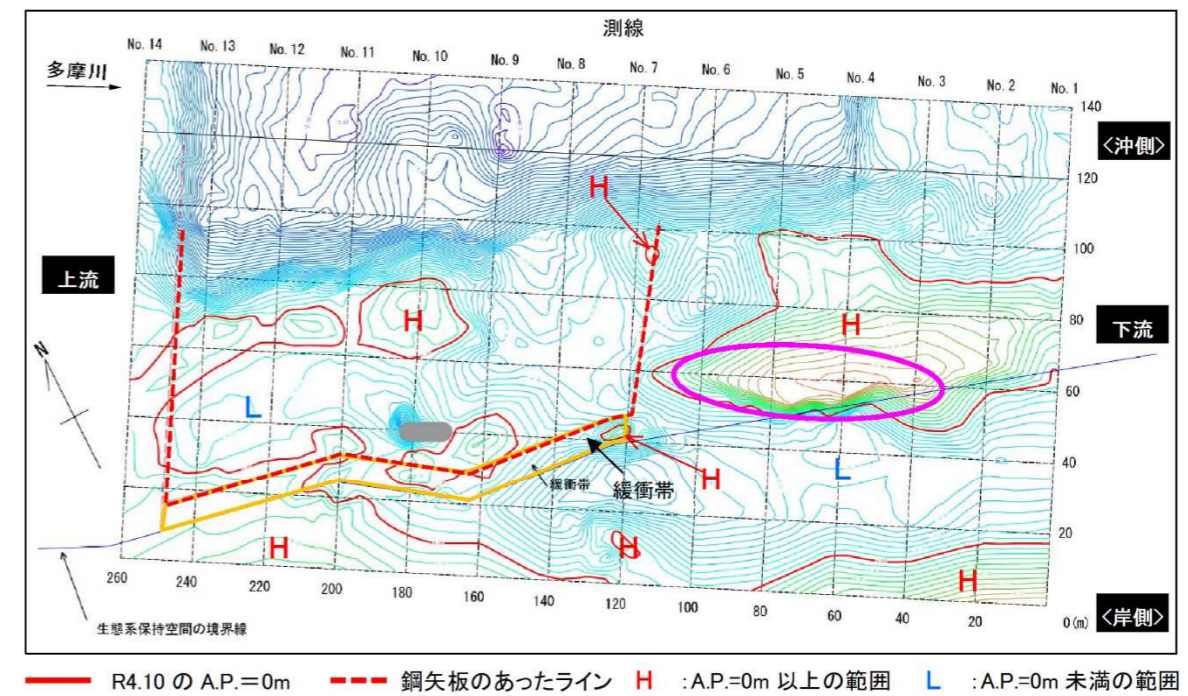 測線
No. 14 No. 13 No. 12 No. 11 No. 10 No. 9 No. 8 No. 7 No. 6 No. 5 No. 4 No. 3 No. 2 No. 1
多摩川
140
<沖側>
120
H
100
上流
H
H
80
下流
N
60
L
緩衝帯
緩衝帯
H
L
40
H
H
H
20
260 240 220 200 180 160 140 120 100 80 60 40 20 0(m)
<岸側>
生態系保持空間の境界線
R4.10 の A.P.=0m 鋼矢板のあったライン H :A.P.=0m 以上の範囲 L :A.P.=0m 未満の範囲